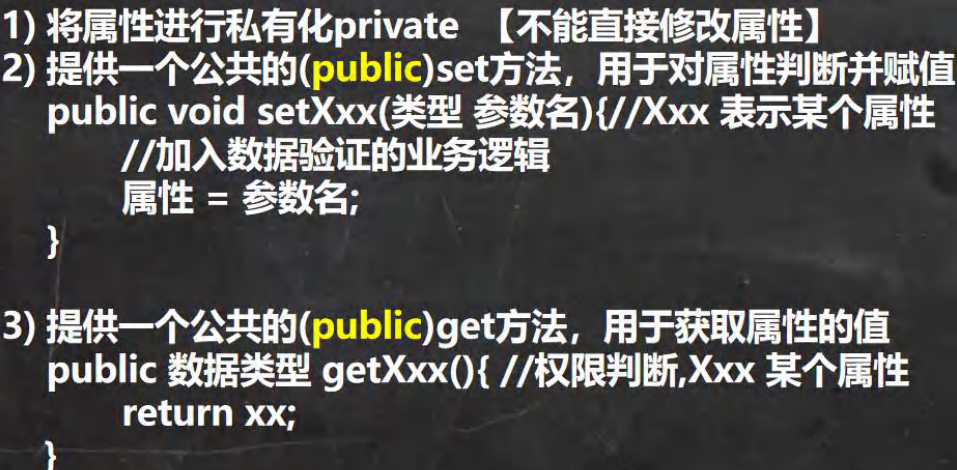 1) 将属性进行私有化private 【不能直接修改属性】
2) 提供一个公共的(public)set方法，用于对属性判断并赋值
public void setXxx(类型 参数名){//Xxx 表示某个属性
//加入数据验证的业务逻辑
属性 = 参数名;
}
3) 提供一个公共的(public)get方法，用于获取属性的值
public 数据类型 getXxx(){ //权限判断,Xxx 某个属性
return xx;
}